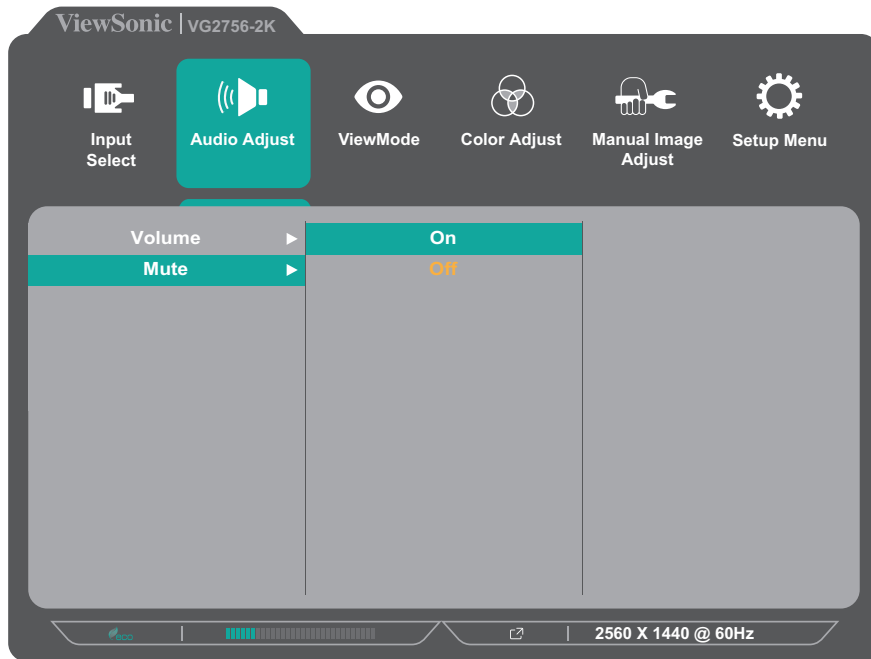 ViewSonic | VG2756-2K
Input
Select
Audio Adjust
ViewMode
Color Adjust
Manual Image
Adjust
Setup Menu
Volume
On
Mute
Off
eco
2560 X 1440 @ 60Hz